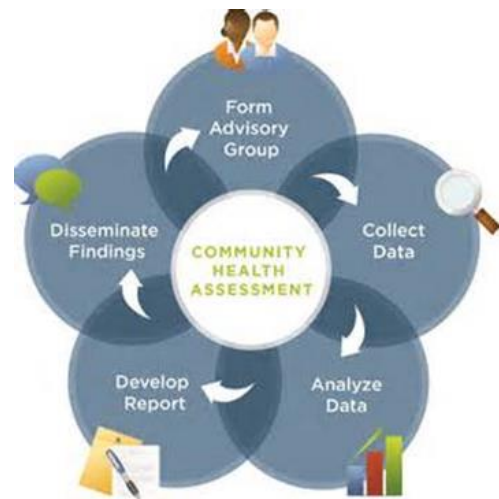 Form
Advisory
Group
Collect
Data
Analyze
Data
Develop
Report
Disseminate
Findings
COMMUNITY
HEALTH
ASSESSMENT